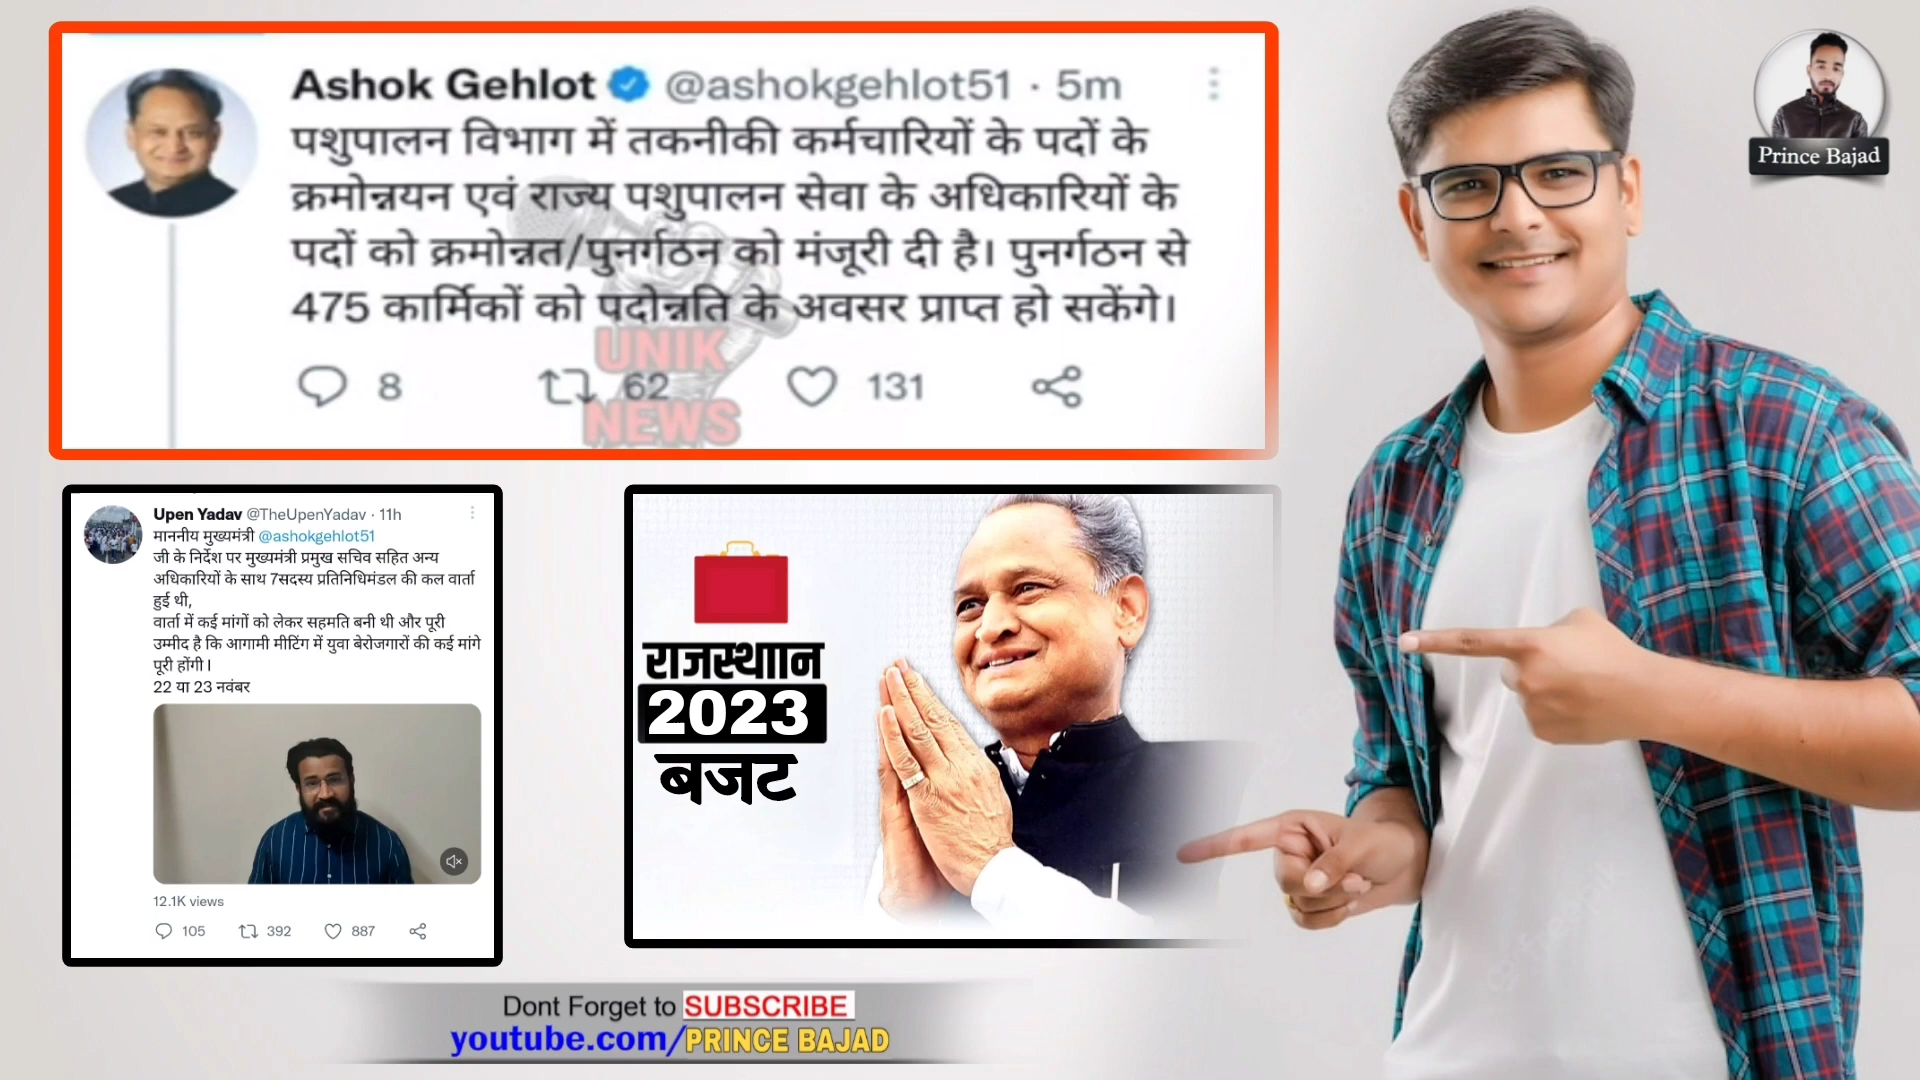 Ashok Gehlot @ashokgehlot51 · 5m
पशुपालन विभाग में तकनीकी कर्मचारियों के पदों के
क्रमोन्नयन एवं राज्य पशुपालन सेवा के अधिकारियों के
पदों को क्रमोन्नत/पुनर्गठन को मंजूरी दी है। पुनर्गठन से
475 कार्मिकों को पदोन्नति के अवसर प्राप्त हो सकेंगे।
UNIK
8 62 131
NEWS
Prince Bajad
Upen Yadav @TheUpenYadav · 11h
माननीय मुख्यमंत्री @ashokgehlot51
जी के निर्देश पर मुख्यमंत्री प्रमुख सचिव सहित अन्य
अधिकारियों के साथ 7सदस्य प्रतिनिधिमंडल की कल वार्ता
हुई थी,
वार्ता में कई मांगों को लेकर सहमति बनी थी और पूरी
उम्मीद है कि आगामी मीटिंग में युवा बेरोजगारों की कई मांगे
पूरी होंगी l
22 या 23 नवंबर
12.1K views
105 392 887
राजस्थाान
2023
बजट
Dont Forget to SUBSCRIBE
youtube.com/PRINCE BAJAD